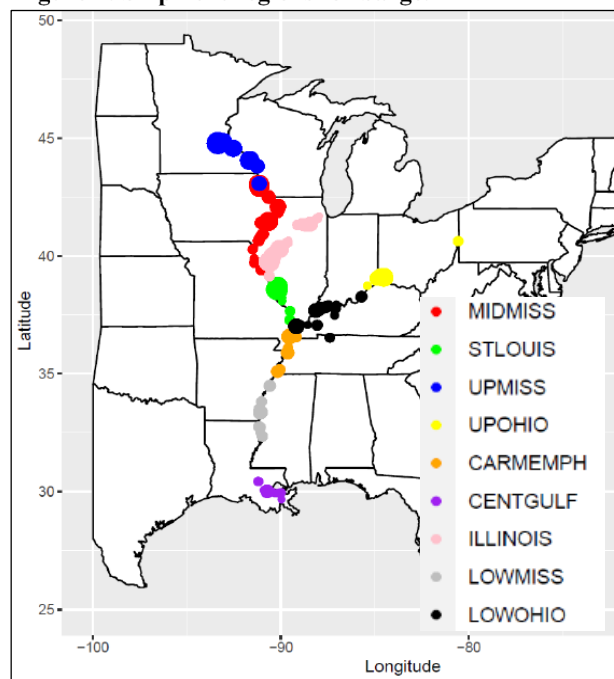 50
45
40
35
30
25
Latitude
MIDMISS
STLOUIS
UPMISS
UPOHIO
CARMEMPH
CENTGULF
ILLINOIS
LOWMISS
LOWOHIO
−100
−90
−80
Longitude